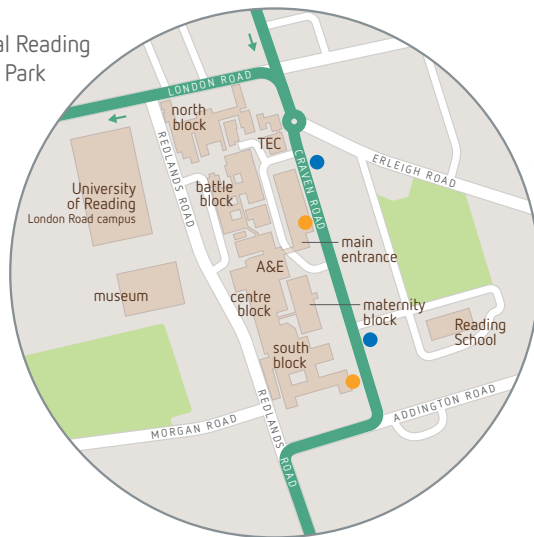 al Reading
Park
LONDON ROAD
north
block
TEC
REDLANDS ROAD
CRAVEN ROAD
ERLEIGH ROAD
University
of Reading
London Road campus
battle
block
main
entrance
A&E
museum
centre
block
maternity
block
Reading
School
south
block
ADDINGTON ROAD
MORGAN ROAD
REDLANDS
ROAD